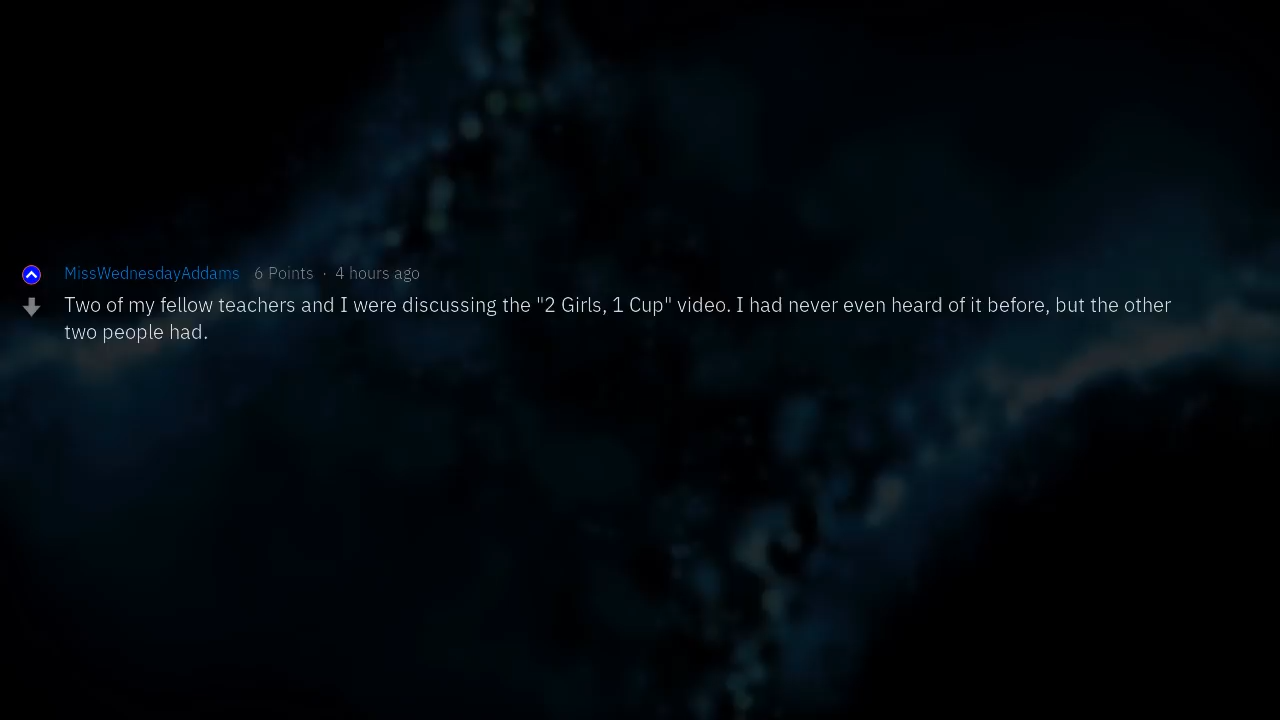 MissWednesdayAddams 6 Points · 4 hours ago
Two of my fellow teachers and I were discussing the "2 Girls, 1 Cup" video. I had never even heard of it before, but the other
two people had.